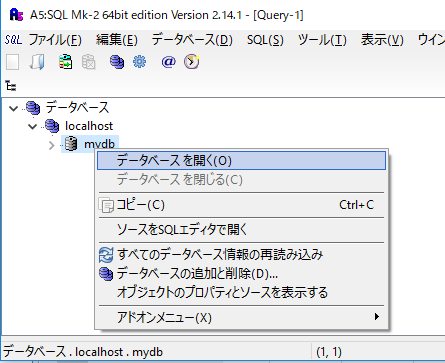 A5:SQL Mk-2 64bit edition Version 2.14.1 - [Query-1]
SQL ファイル(F) 編集(E) データベース(D) SQL(S) ツール(T) 表示(V) ウイン
データベース
localhost
mydb
データベースを開く(O)
データベースを閉じる(C)
コピー(C) Ctrl+C
ソースをSQLエディタで開く
すべてのデータベース情報の再読み込み
データベースの追加と削除(D)...
オブジェクトのプロパティとソースを表示する
アドオンメニュー(X)
データベース . localhost . mydb (1, 1)